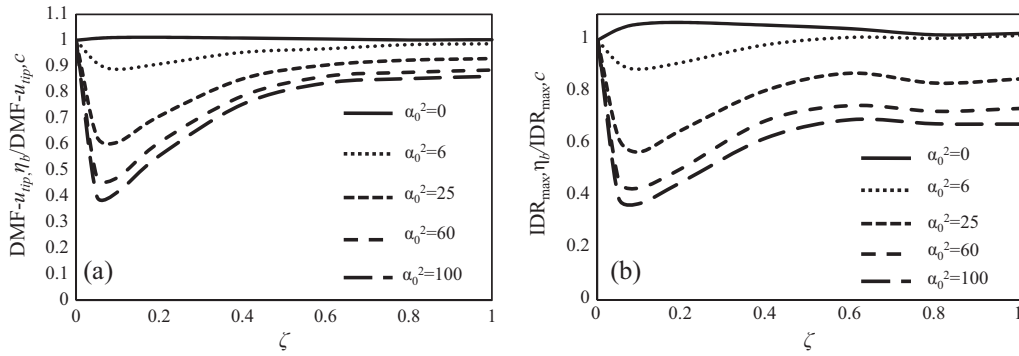 DMF-u_tip,η_b/DMF-u_tip,c
1.1
1
0.9
0.8
0.7
0.6
0.5
0.4
0.3
0.2
0.1
0
(a)
α₀²=0
α₀²=6
α₀²=25
α₀²=60
α₀²=100
0 0.2 0.4 0.6 0.8 1
ζ
IDR_max,η_b/IDR_max,c
1
0.8
0.6
0.4
0.2
0
(b)
α₀²=0
α₀²=6
α₀²=25
α₀²=60
α₀²=100
0 0.2 0.4 0.6 0.8 1
ζ